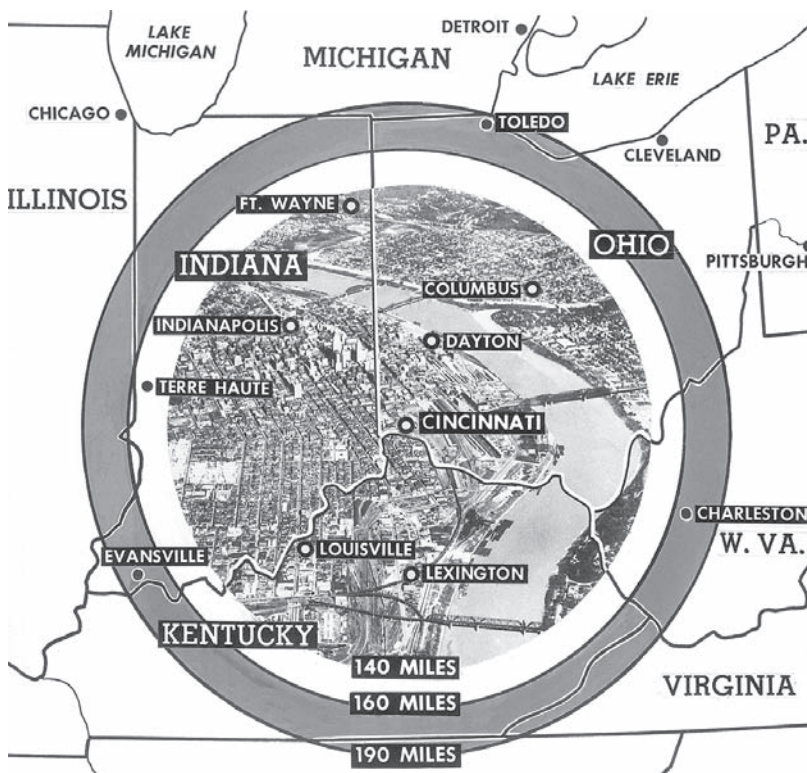 DETROIT
LAKE
MICHIGAN
MICHIGAN
LAKE ERIE
CHICAGO
TOLEDO
CLEVELAND
PA.
ILLINOIS
FT. WAYNE
OHIO
INDIANA
PITTSBURGH
COLUMBUS
INDIANAPOLIS
DAYTON
TERRE HAUTE
CINCINNATI
CHARLESTON
W. VA.
LOUISVILLE
EVANSVILLE
LEXINGTON
KENTUCKY
140 MILES
VIRGINIA
160 MILES
190 MILES